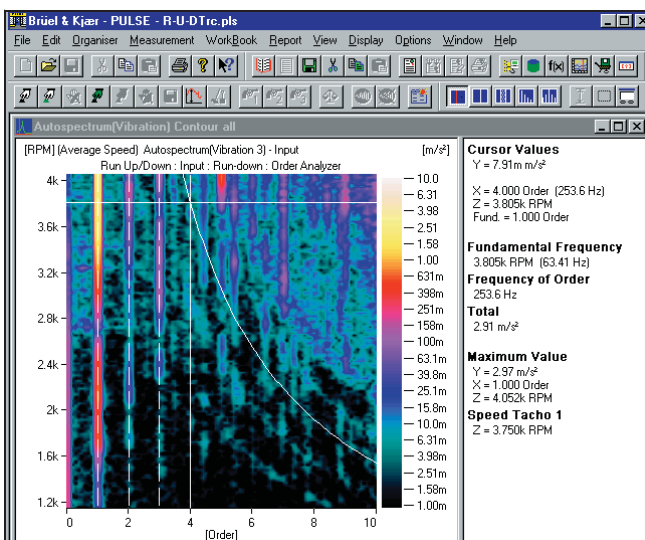 Brüel & Kjær - PULSE - R-U-DTrc.pls
File Edit Organiser Measurement WorkBook Report View Display Options Window Help
f(x)
Autospectrum(Vibration) Contour all
[RPM] (Average Speed) Autospectrum(Vibration 3) - Input [m/s²]
Run Up/Down : Input : Run-down : Order Analyzer
4k
3.6k
3.2k
2.8k
2.4k
2k
1.6k
1.2k
0 2 4 6 8 10
[Order]
10.0
6.31
3.98
2.51
1.58
1.00
631m
398m
251m
158m
100m
63.1m
39.8m
25.1m
15.8m
10.0m
6.31m
3.98m
2.51m
1.58m
1.00m
Cursor Values
Y = 7.91m m/s²
X = 4.000 Order (253.6 Hz)
Z = 3.805k RPM
Fund. = 1.000 Order
Fundamental Frequency
3.805k RPM (63.41 Hz)
Frequency of Order
253.6 Hz
Total
2.91 m/s²
Maximum Value
Y = 2.97 m/s²
X = 1.000 Order
Z = 4.052k RPM
Speed Tacho 1
Z = 3.750k RPM